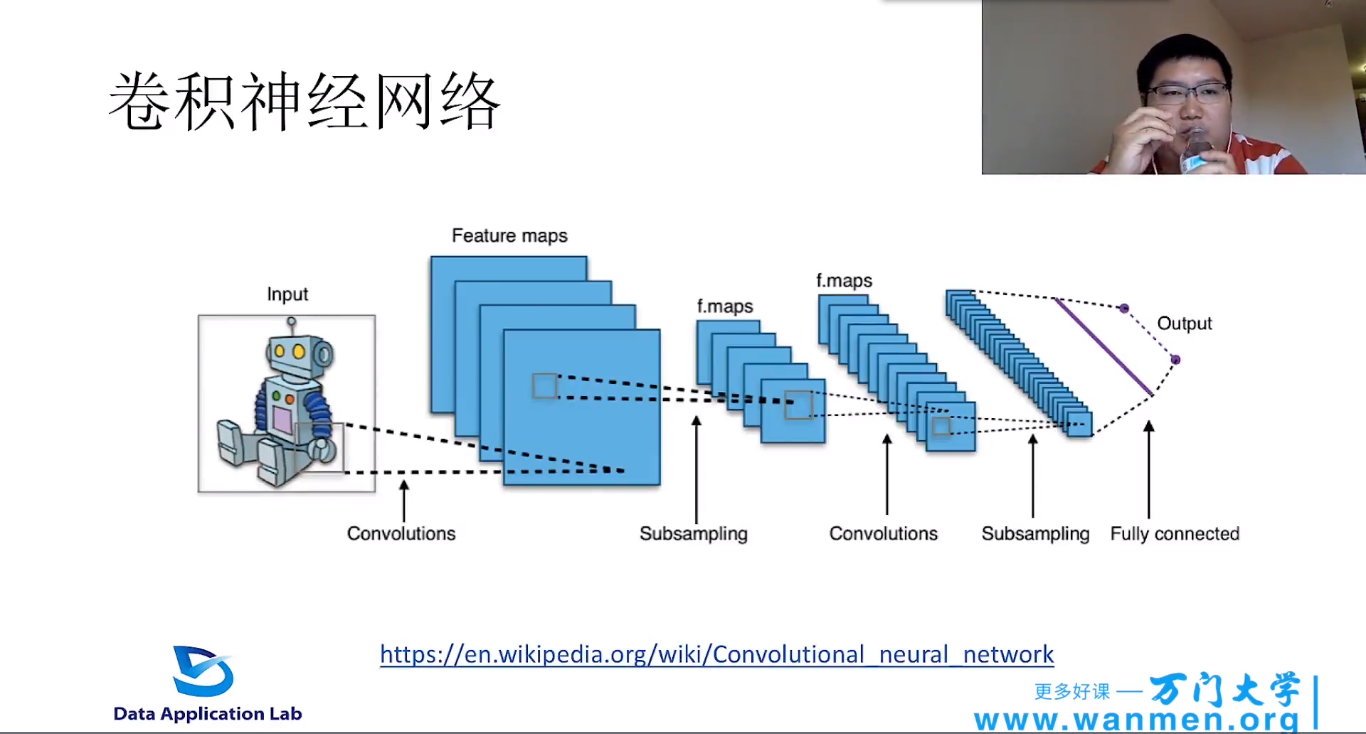 卷积神经网络
Feature maps
Input
f.maps
f.maps
Output
Convolutions
Subsampling
Convolutions
Subsampling
Fully connected
https://en.wikipedia.org/wiki/Convolutional_neural_network
Data Application Lab
更多好课 — 万门大学
www.wanmen.org